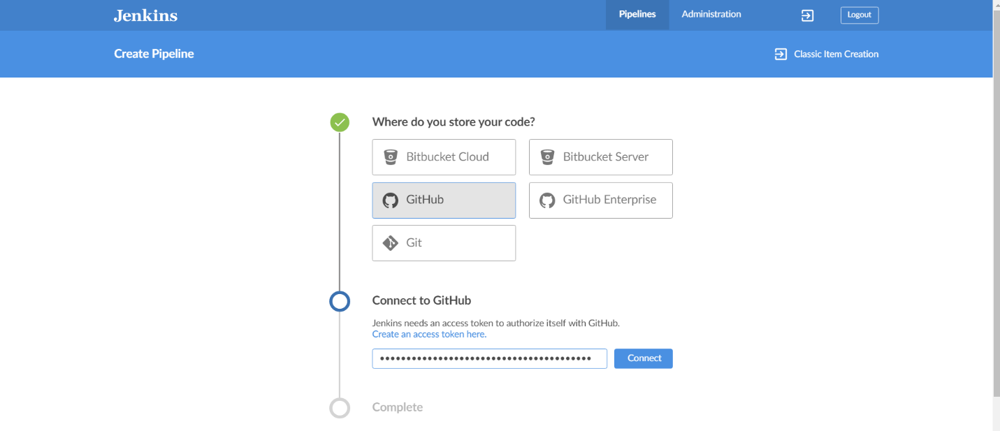 Jenkins
Pipelines
Administration
Logout
Create Pipeline
Classic Item Creation
Where do you store your code?
Bitbucket Cloud
Bitbucket Server
GitHub
GitHub Enterprise
Git
Connect to GitHub
Jenkins needs an access token to authorize itself with GitHub.
Create an access token here.
••••••••••••••••••••••••••••••••••••••••
Connect
Complete